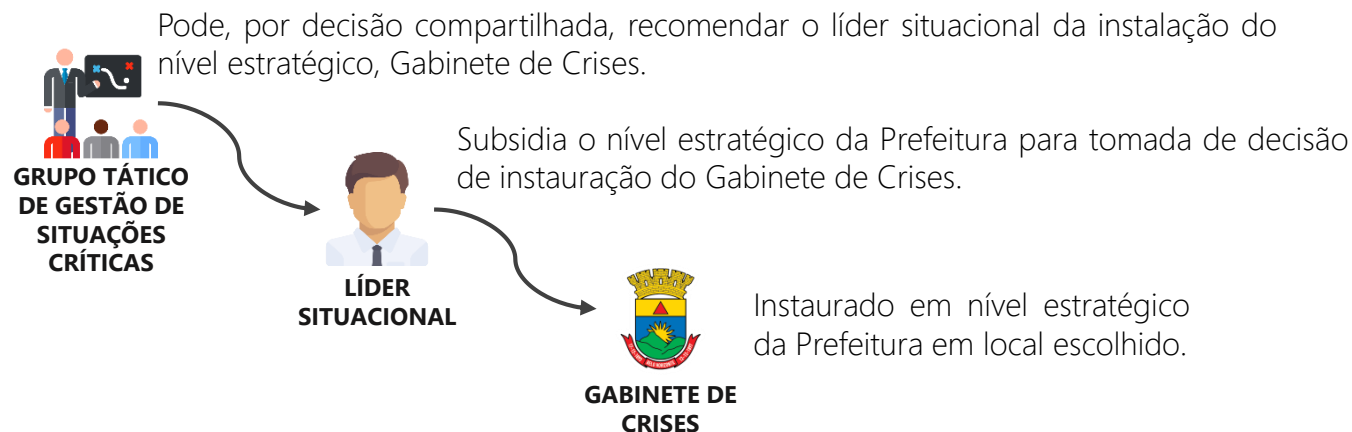 Pode, por decisão compartilhada, recomendar o líder situacional da instalação do
nível estratégico, Gabinete de Crises.
GRUPO TÁTICO
DE GESTÃO DE
SITUAÇÕES
CRÍTICAS
Subsidia o nível estratégico da Prefeitura para tomada de decisão
de instauração do Gabinete de Crises.
LÍDER
SITUACIONAL
Instaurado em nível estratégico
da Prefeitura em local escolhido.
GABINETE DE
CRISES